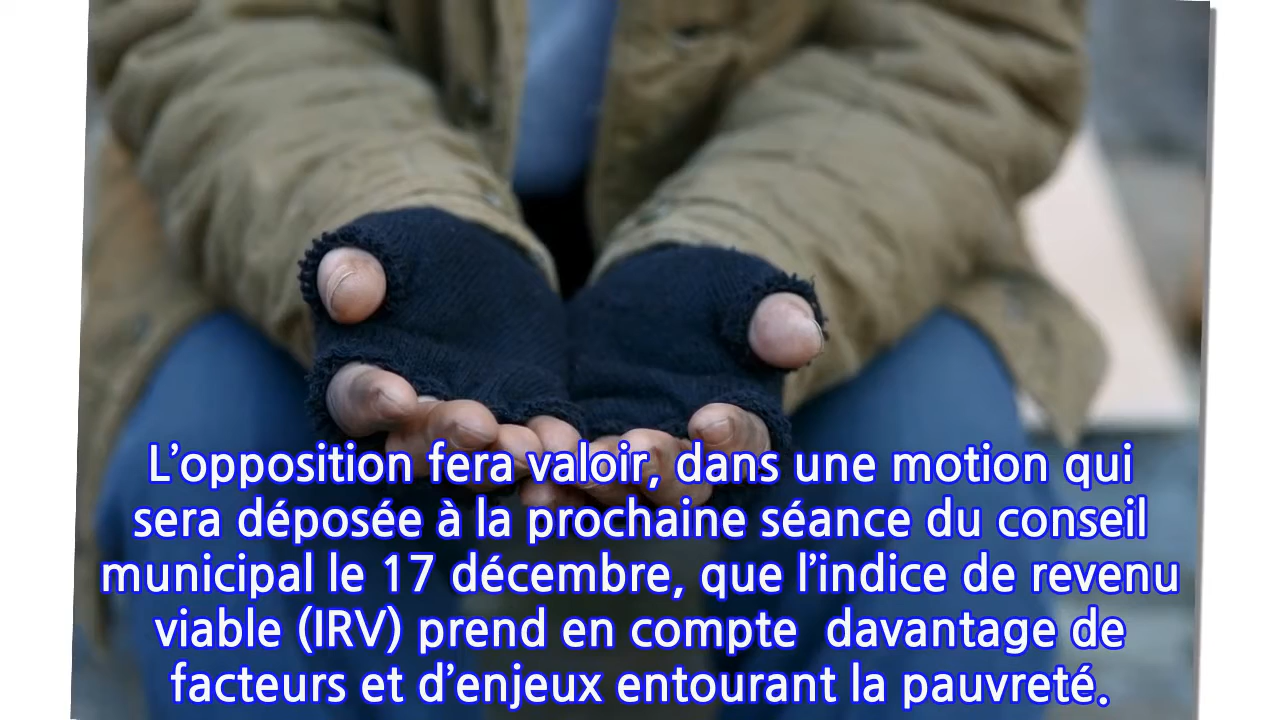 L’opposition fera valoir, dans une motion qui
sera déposée à la prochaine séance du conseil
municipal le 17 décembre, que l’indice de revenu
viable (IRV) prend en compte  davantage de
facteurs et d’enjeux entourant la pauvreté.